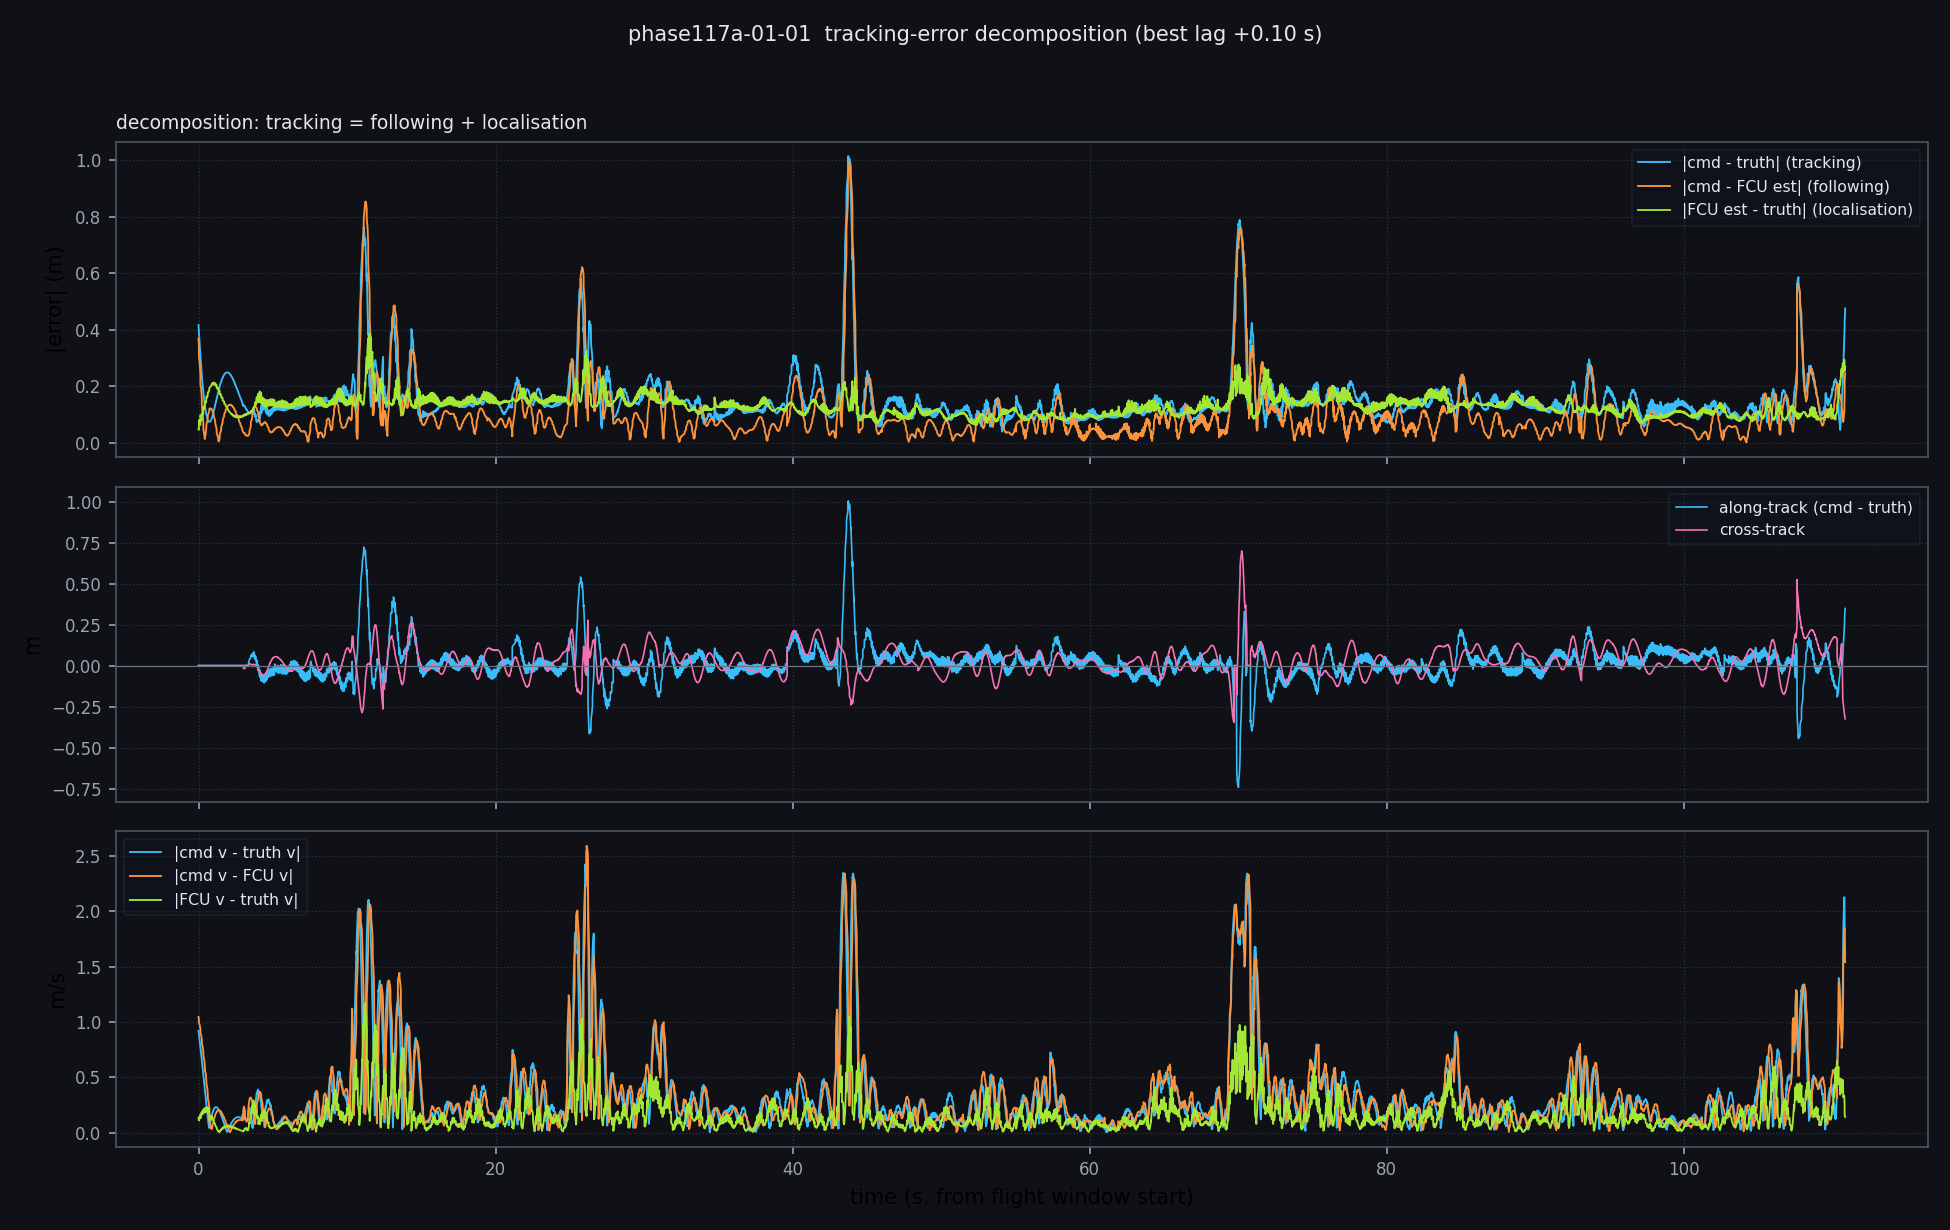 phase117a-01-01  tracking-error decomposition (best lag +0.10 s)
decomposition: tracking = following + localisation
|error| (m)
1.0
0.8
0.6
0.4
0.2
0.0
|cmd - truth| (tracking)
|cmd - FCU est| (following)
|FCU est - truth| (localisation)
m
1.00
0.75
0.50
0.25
0.00
−0.25
−0.50
−0.75
along-track (cmd - truth)
cross-track
m/s
2.5
2.0
1.5
1.0
0.5
0.0
|cmd v - truth v|
|cmd v - FCU v|
|FCU v - truth v|
0 20 40 60 80 100
time (s, from flight window start)